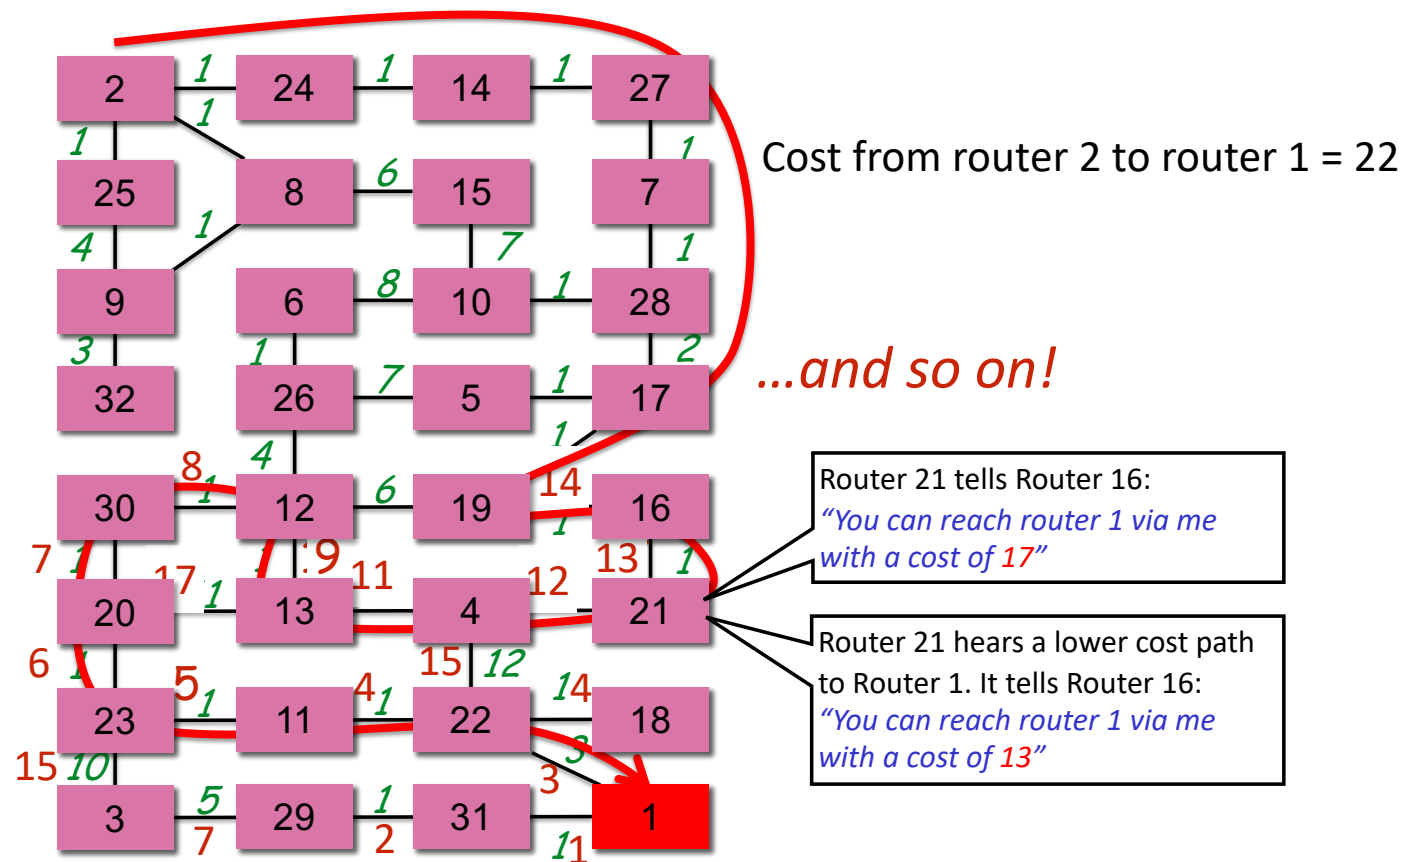 2 1 24 1 14 1 27
1 1 1
Cost from router 2 to router 1 = 22
25 8 6 15 7
4 1 7 1
9 6 8 10 1 28
3 1 2
…and so on!
32 26 7 5 1 17
4 1
8 14
30 1 12 6 19 1 16
7 1 9 13 1
17 11 12
20 1 13 4 21
Router 21 tells Router 16:
“You can reach router 1 via me
with a cost of 17”
Router 21 hears a lower cost path
to Router 1. It tells Router 16:
“You can reach router 1 via me
with a cost of 13”
6 1 15 12
5 4 1 4
23 1 11 1 22 18
15 10 3 3
3 5 29 1 31 1
7 2 1 1